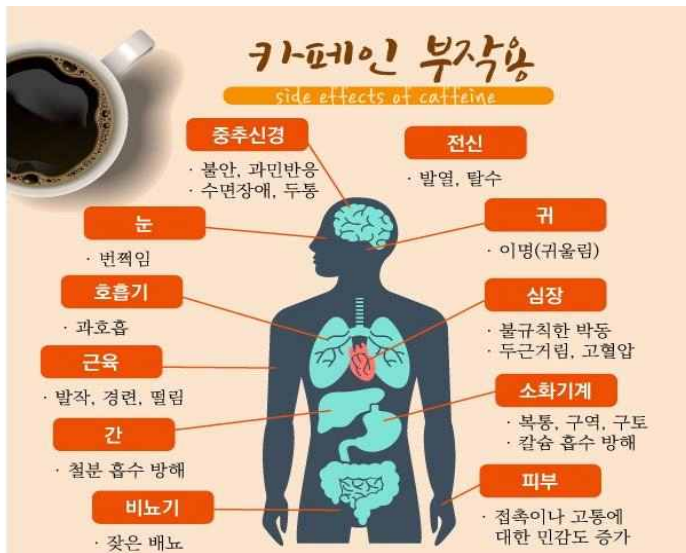 카페인 부작용
side effects of caffeine
중추신경
· 불안, 과민반응
· 수면장애, 두통
전신
· 발열, 탈수
눈
· 번쩍임
귀
· 이명(귀울림)
호흡기
· 과호흡
심장
· 불규칙한 박동
· 두근거림, 고혈압
근육
· 발작, 경련, 떨림
소화기계
· 복통, 구역, 구토
· 칼슘 흡수 방해
간
· 철분 흡수 방해
비뇨기
· 잦은 배뇨
피부
· 접촉이나 고통에
대한 민감도 증가